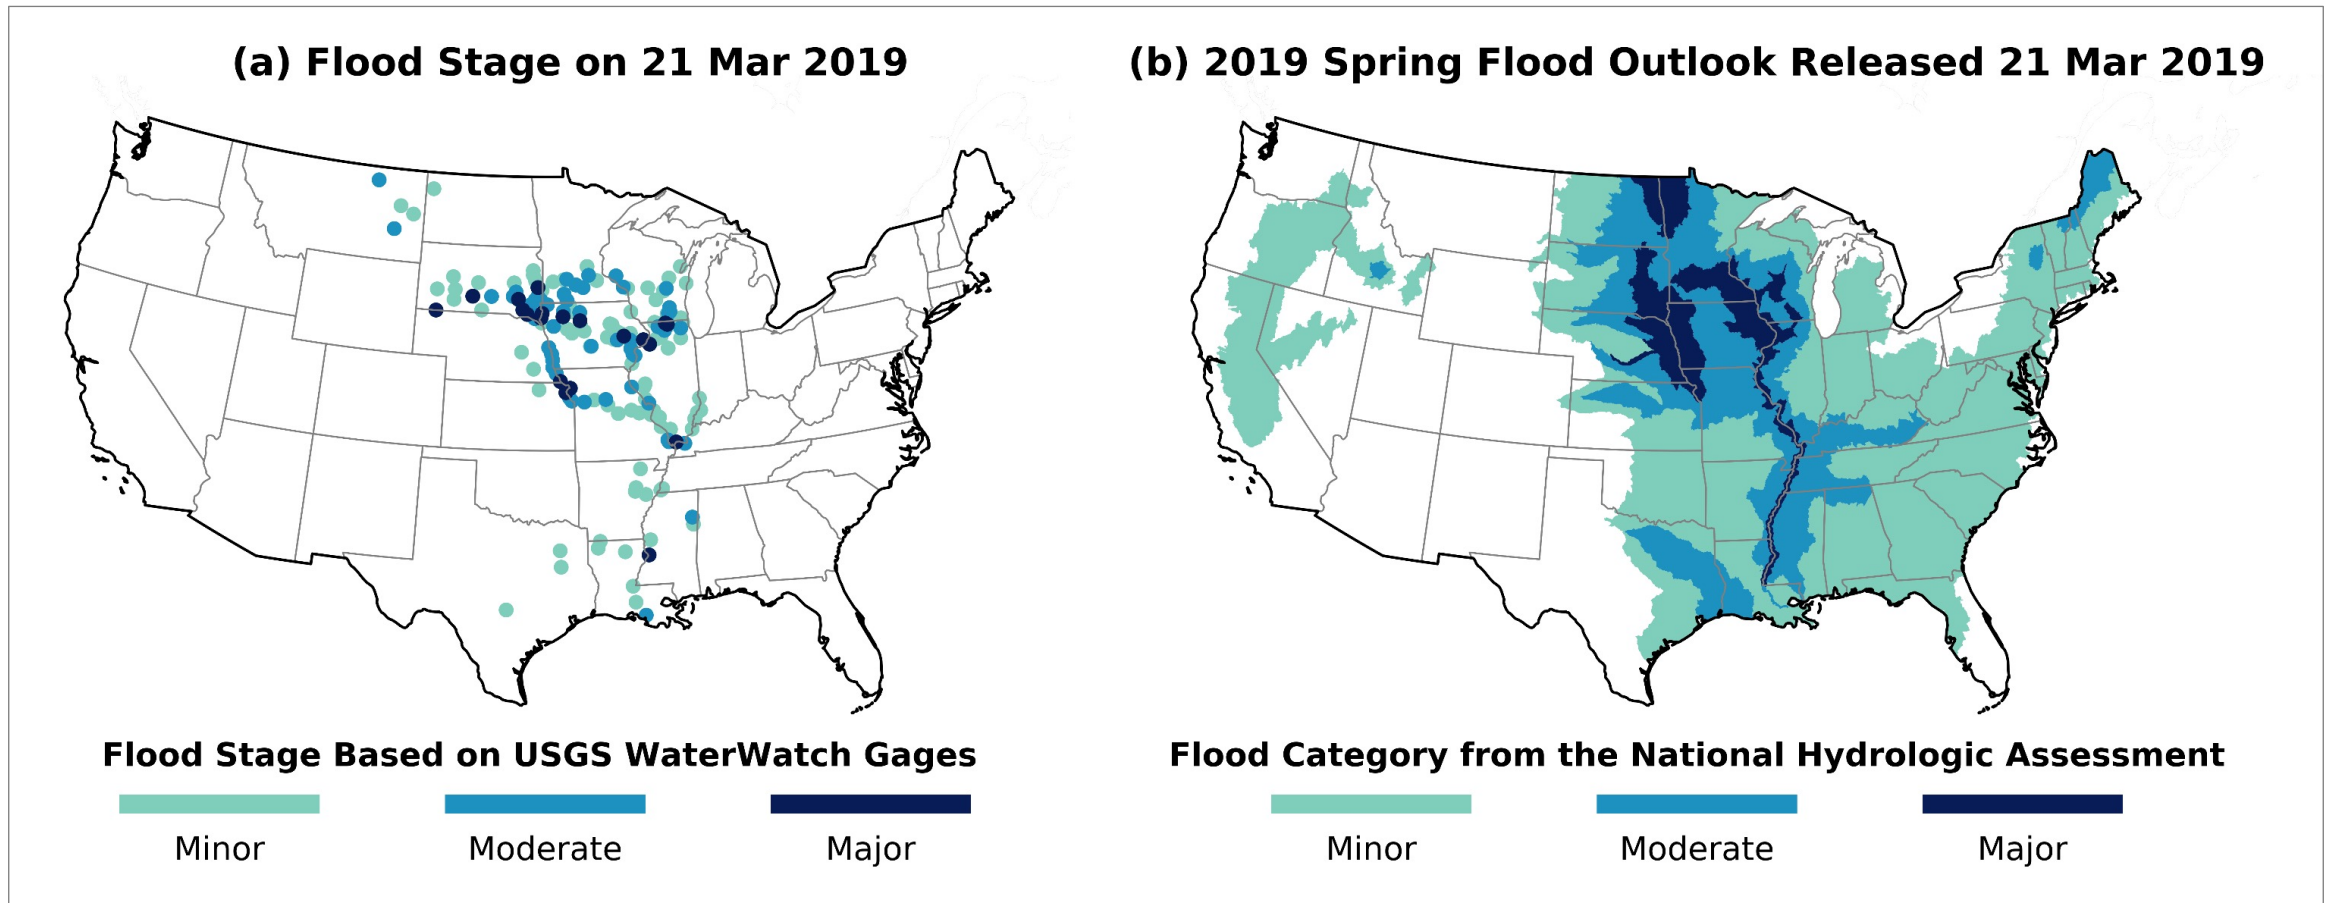 (a) Flood Stage on 21 Mar 2019
(b) 2019 Spring Flood Outlook Released 21 Mar 2019
Flood Stage Based on USGS WaterWatch Gages
Minor
Moderate
Major
Flood Category from the National Hydrologic Assessment
Minor
Moderate
Major